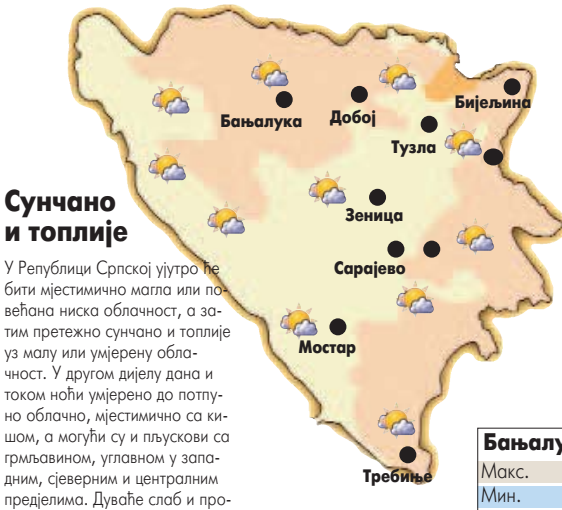 Бијељина
Бањалука
Добој
Тузла
Зеница
Сарајево
Мостар
Требиње
Сунчано
и топлије
У Републици Српској ујутро ће
бити мјестимично магла или по-
већана ниска облачност, а за-
тим претежно сунчано и топлије
уз малу или умјерену обла-
чност. У другом дијелу дана и
током ноћи умјерено до потпу-
но облачно, мјестимично са ки-
шом, а могући су и пљускови са
грмљавином, углавном у запа-
дним, сјеверним и централним
предјелима. Дуваће слаб и про-
Бањалу
Макс.
Мин.